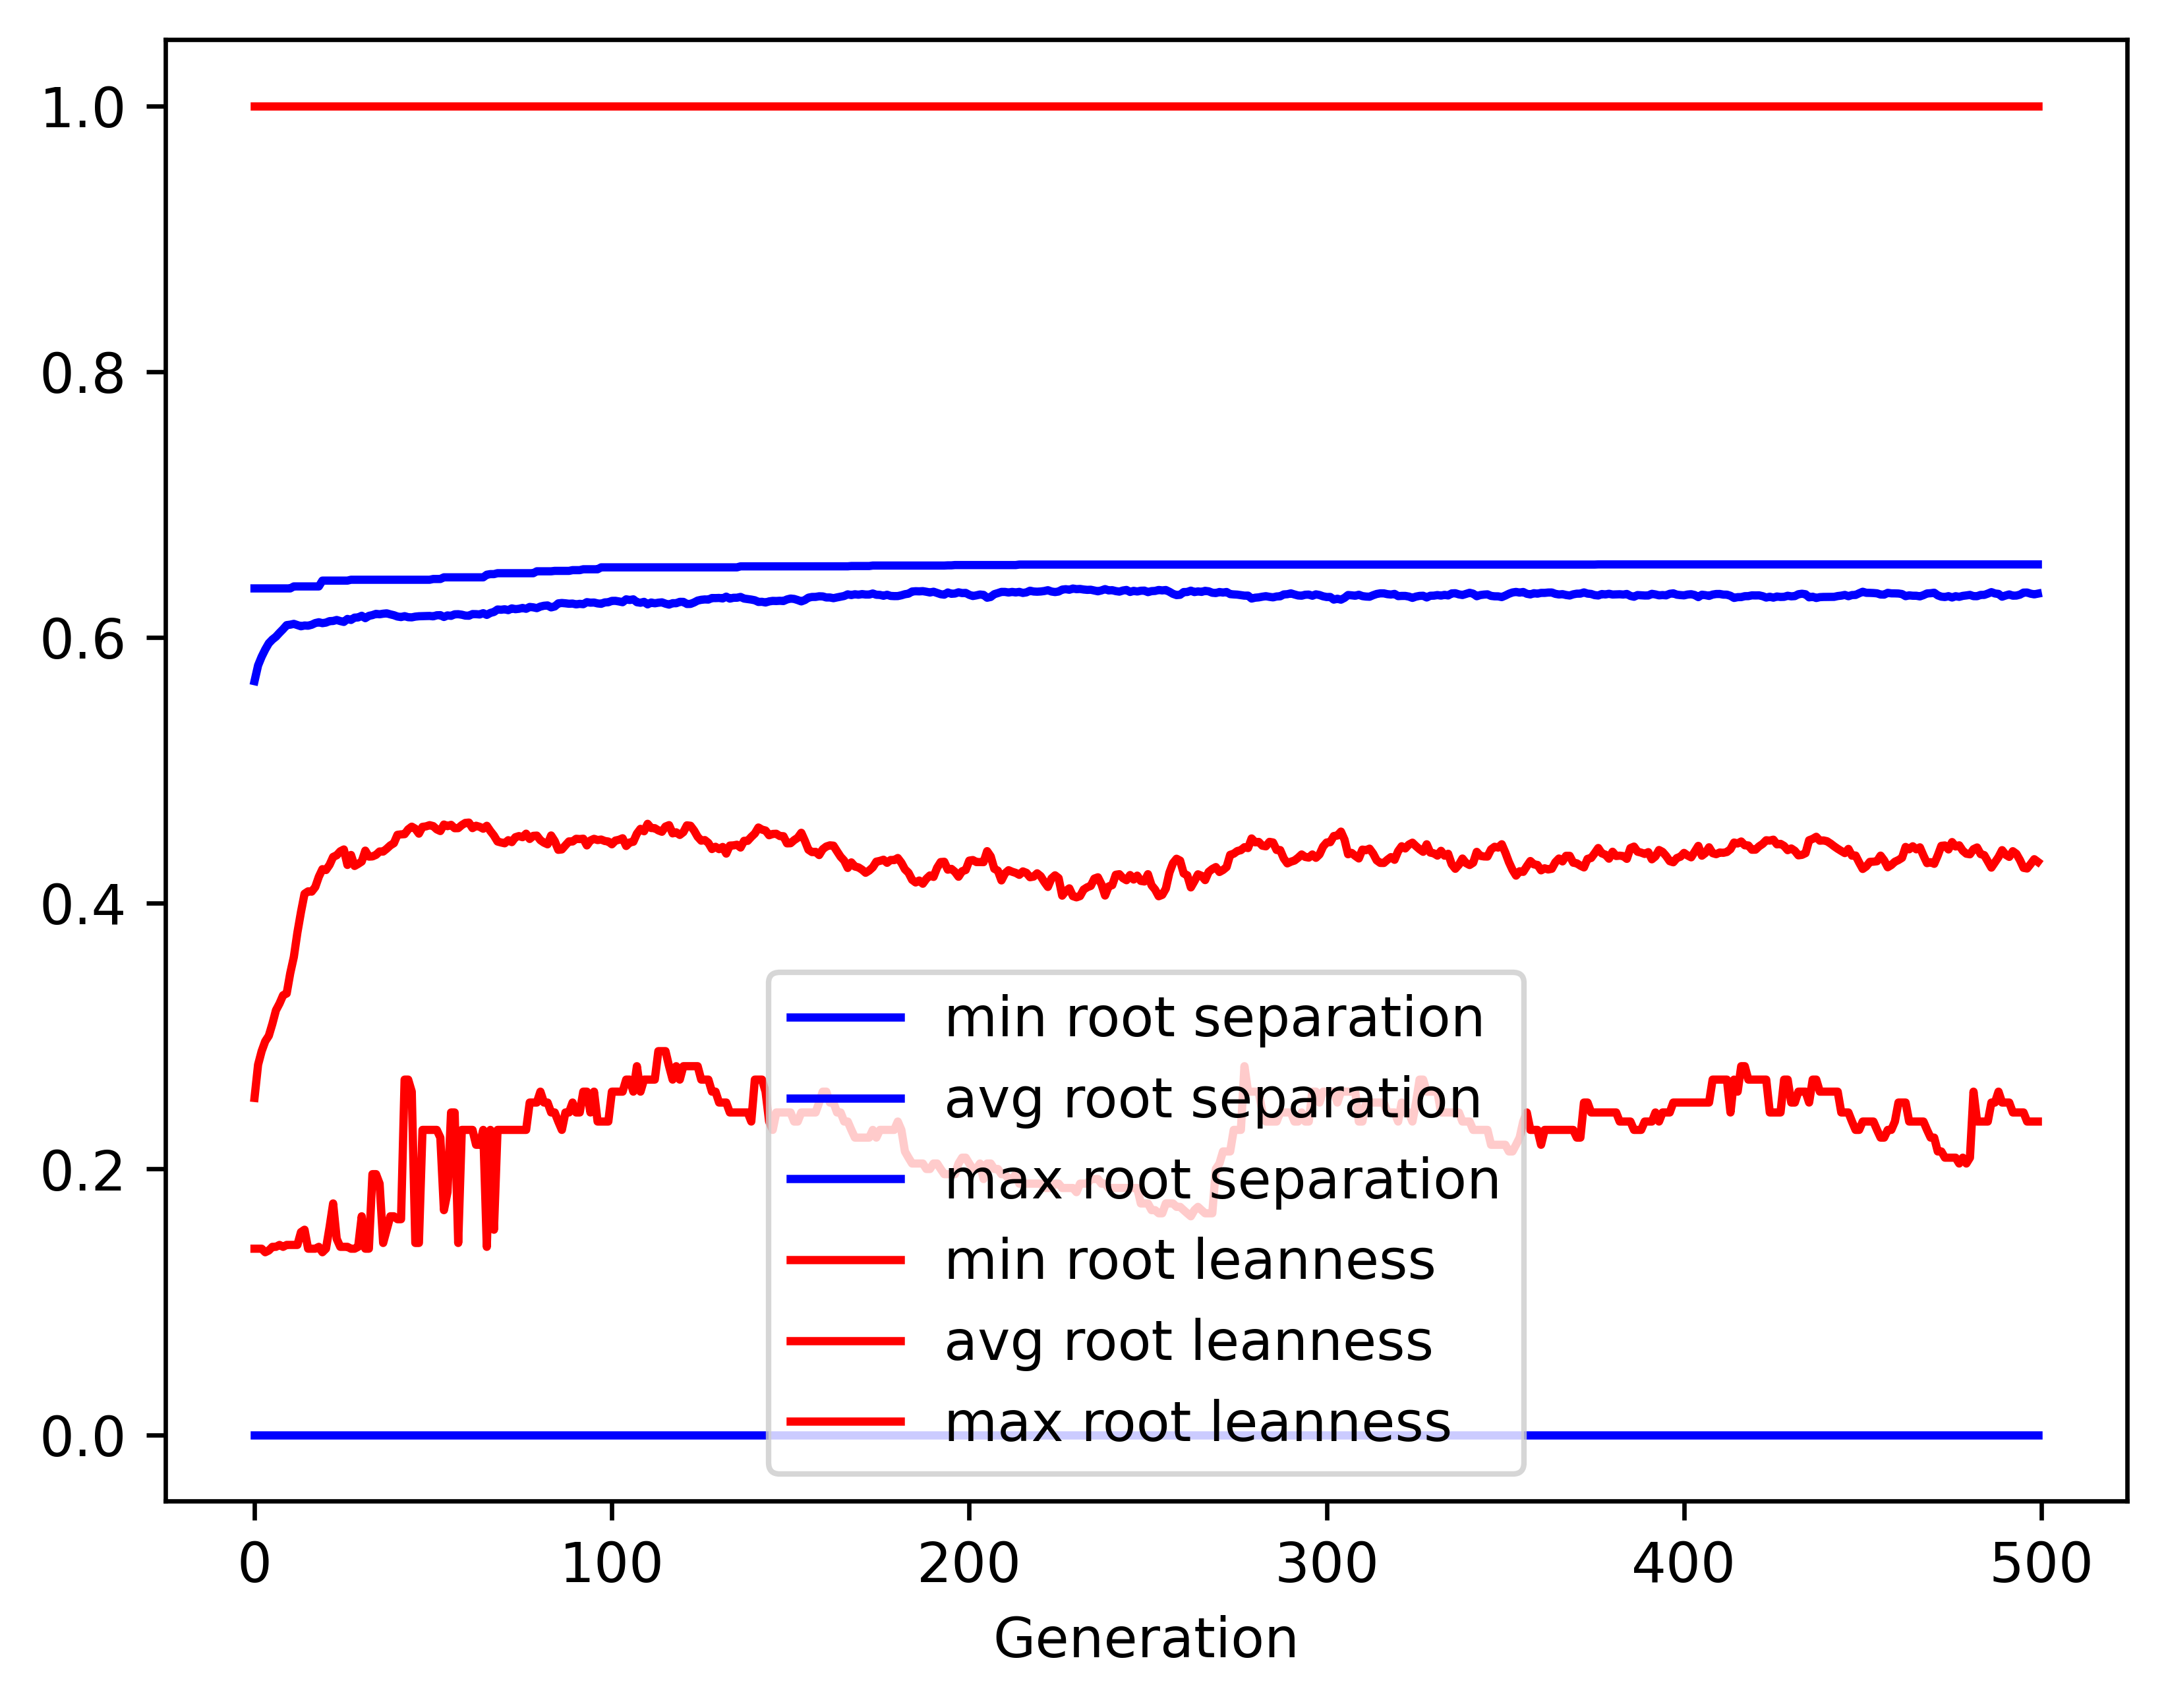 1.0
0.8
0.6
0.4
0.2
0.0
min root separation
avg root separation
max root separation
min root leanness
avg root leanness
max root leanness
0 100 200 300 400 500
Generation